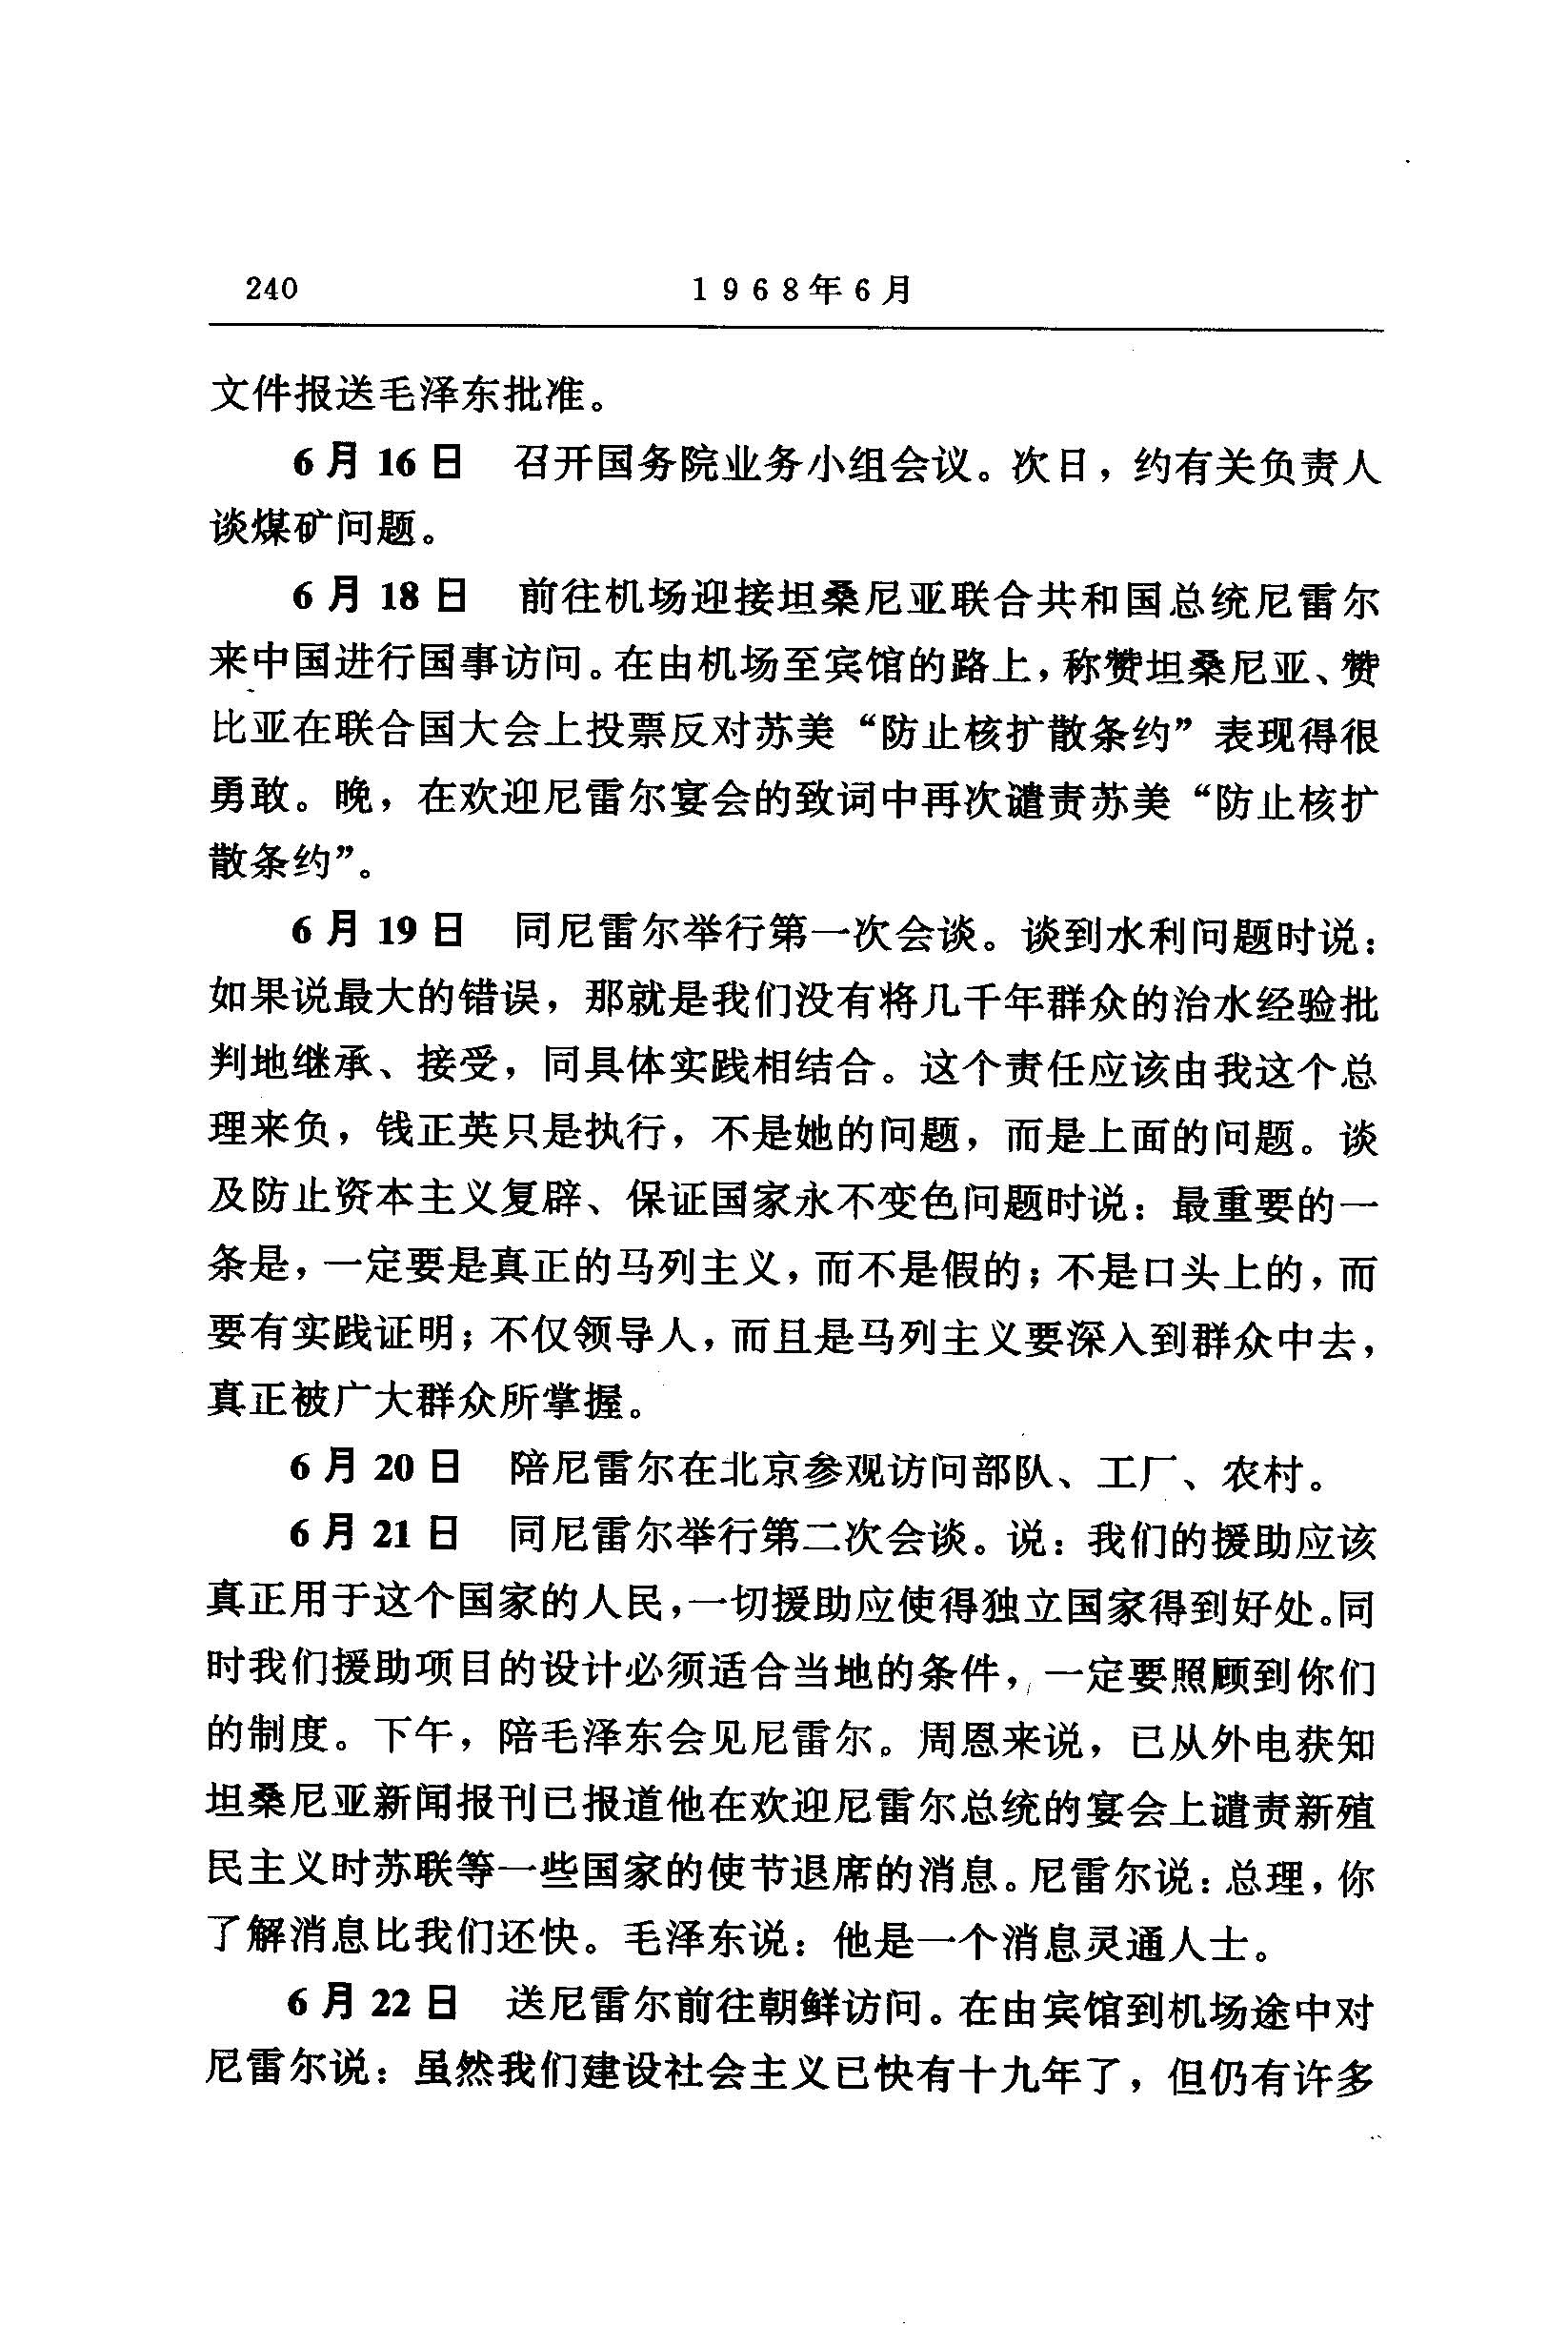 240 1968年6月
文件报送毛泽东批准。
6月16日 召开国务院业务小组会议。次日，约有关负责人
谈煤矿问题。
6月18日 前往机场迎接坦桑尼亚联合共和国总统尼雷尔
来中国进行国事访问。在由机场至宾馆的路上，称赞坦桑尼亚、赞
比亚在联合国大会上投票反对苏美“防止核扩散条约”表现得很
勇敢。晚，在欢迎尼雷尔宴会的致词中再次谴责苏美“防止核扩
散条约”。
6月19日 同尼雷尔举行第一次会谈。谈到水利问题时说：
如果说最大的错误，那就是我们没有将几千年群众的治水经验批
判地继承、接受，同具体实践相结合。这个责任应该由我这个总
理来负，钱正英只是执行，不是她的问题，而是上面的问题。谈
及防止资本主义复辟、保证国家永不变色问题时说：最重要的一
条是，一定要是真正的马列主义，而不是假的；不是口头上的，而
要有实践证明；不仅领导人，而且是马列主义要深入到群众中去，
真正被广大群众所掌握。
6月20日 陪尼雷尔在北京参观访问部队、工厂、农村。
6月21日 同尼雷尔举行第二次会谈。说：我们的援助应该
真正用于这个国家的人民，一切援助应使得独立国家得到好处。同
时我们援助项目的设计必须适合当地的条件，一定要照顾到你们
的制度。下午，陪毛泽东会见尼雷尔。周恩来说，已从外电获知
坦桑尼亚新闻报刊已报道他在欢迎尼雷尔总统的宴会上谴责新殖
民主义时苏联等一些国家的使节退席的消息。尼雷尔说：总理，你
了解消息比我们还快。毛泽东说：他是一个消息灵通人士。
6月22日 送尼雷尔前往朝鲜访问。在由宾馆到机场途中对
尼雷尔说：虽然我们建设社会主义已快有十九年了，但仍有许多